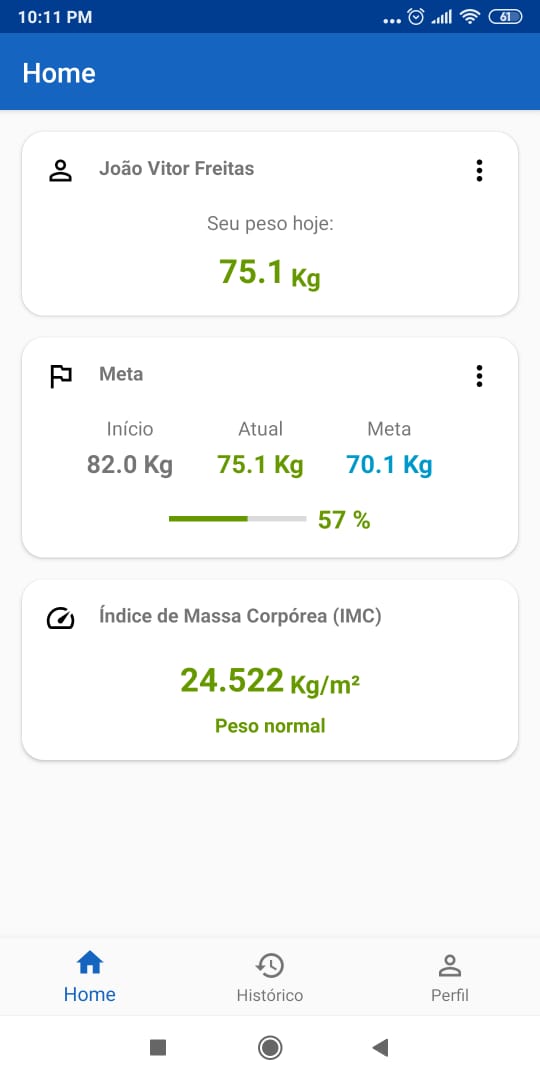 10:11 PM
61
Home
João Vitor Freitas
Seu peso hoje:
75.1 Kg
Meta
Início Atual Meta
82.0 Kg 75.1 Kg 70.1 Kg
57 %
Índice de Massa Corpórea (IMC)
24.522 Kg/m²
Peso normal
Home Histórico Perfil